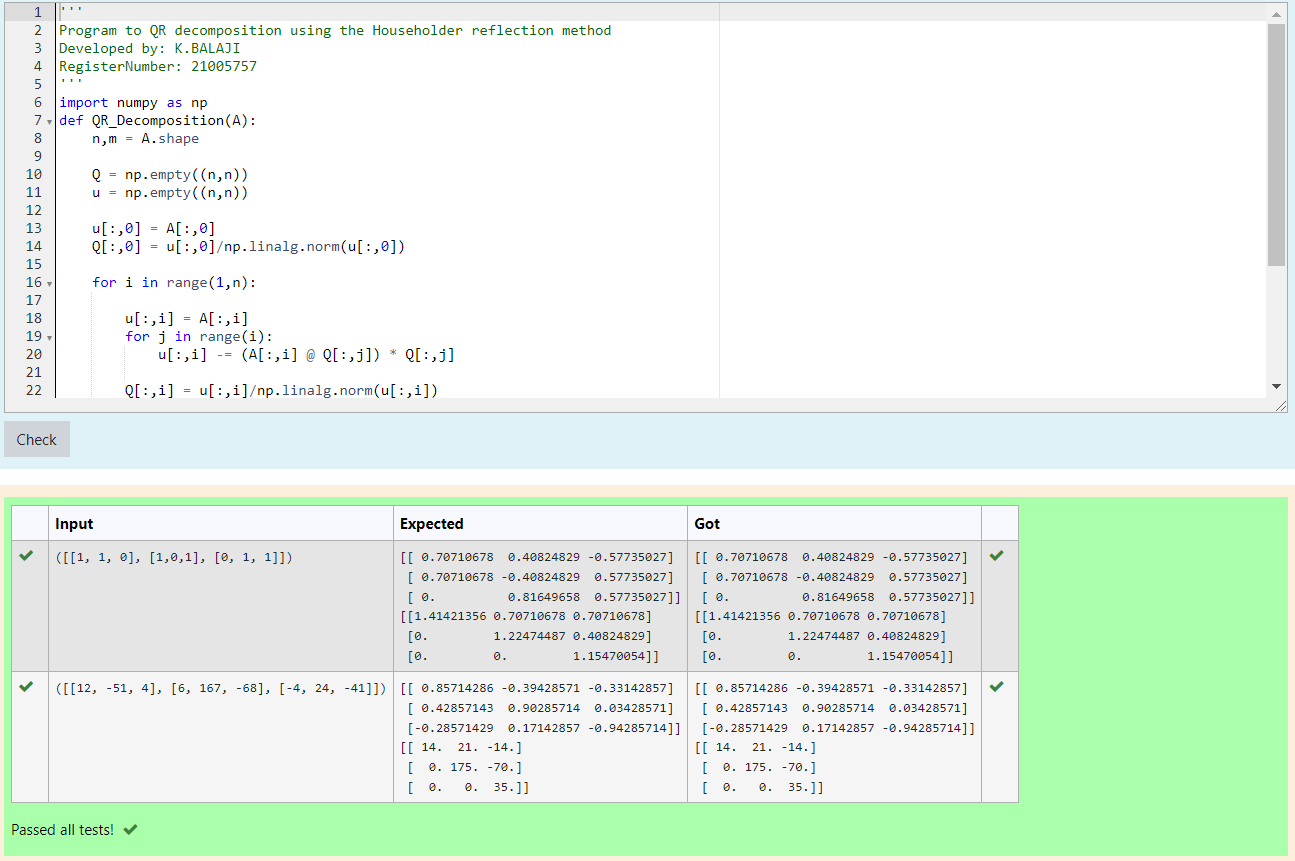 1 '''
2 Program to QR decomposition using the Householder reflection method
3 Developed by: K.BALAJI
4 RegisterNumber: 21005757
5 '''
6 import numpy as np
7 def QR_Decomposition(A):
8     n,m = A.shape
9
10     Q = np.empty((n,n))
11     u = np.empty((n,n))
12
13     u[:,0] = A[:,0]
14     Q[:,0] = u[:,0]/np.linalg.norm(u[:,0])
15
16     for i in range(1,n):
17
18         u[:,i] = A[:,i]
19         for j in range(i):
20             u[:,i] -= (A[:,i] @ Q[:,j]) * Q[:,j]
21
22         Q[:,i] = u[:,i]/np.linalg.norm(u[:,i])
Check
Input Expected Got
([[1, 1, 0], [1,0,1], [0, 1, 1]]) [[ 0.70710678  0.40824829 -0.57735027] [[ 0.70710678  0.40824829 -0.57735027]
[ 0.70710678 -0.40824829  0.57735027] [ 0.70710678 -0.40824829  0.57735027]
[ 0.          0.81649658  0.57735027]] [ 0.          0.81649658  0.57735027]]
[[1.41421356 0.70710678 0.70710678] [[1.41421356 0.70710678 0.70710678]
[0.         1.22474487 0.40824829] [0.         1.22474487 0.40824829]
[0.         0.         1.15470054]] [0.         0.         1.15470054]]
([[12, -51, 4], [6, 167, -68], [-4, 24, -41]]) [[ 0.85714286 -0.39428571 -0.33142857] [[ 0.85714286 -0.39428571 -0.33142857]
[ 0.42857143  0.90285714  0.03428571] [ 0.42857143  0.90285714  0.03428571]
[-0.28571429  0.17142857 -0.94285714]] [-0.28571429  0.17142857 -0.94285714]]
[[ 14.  21. -14.] [[ 14.  21. -14.]
[  0. 175. -70.] [  0. 175. -70.]
[  0.   0.  35.]] [  0.   0.  35.]]
Passed all tests!